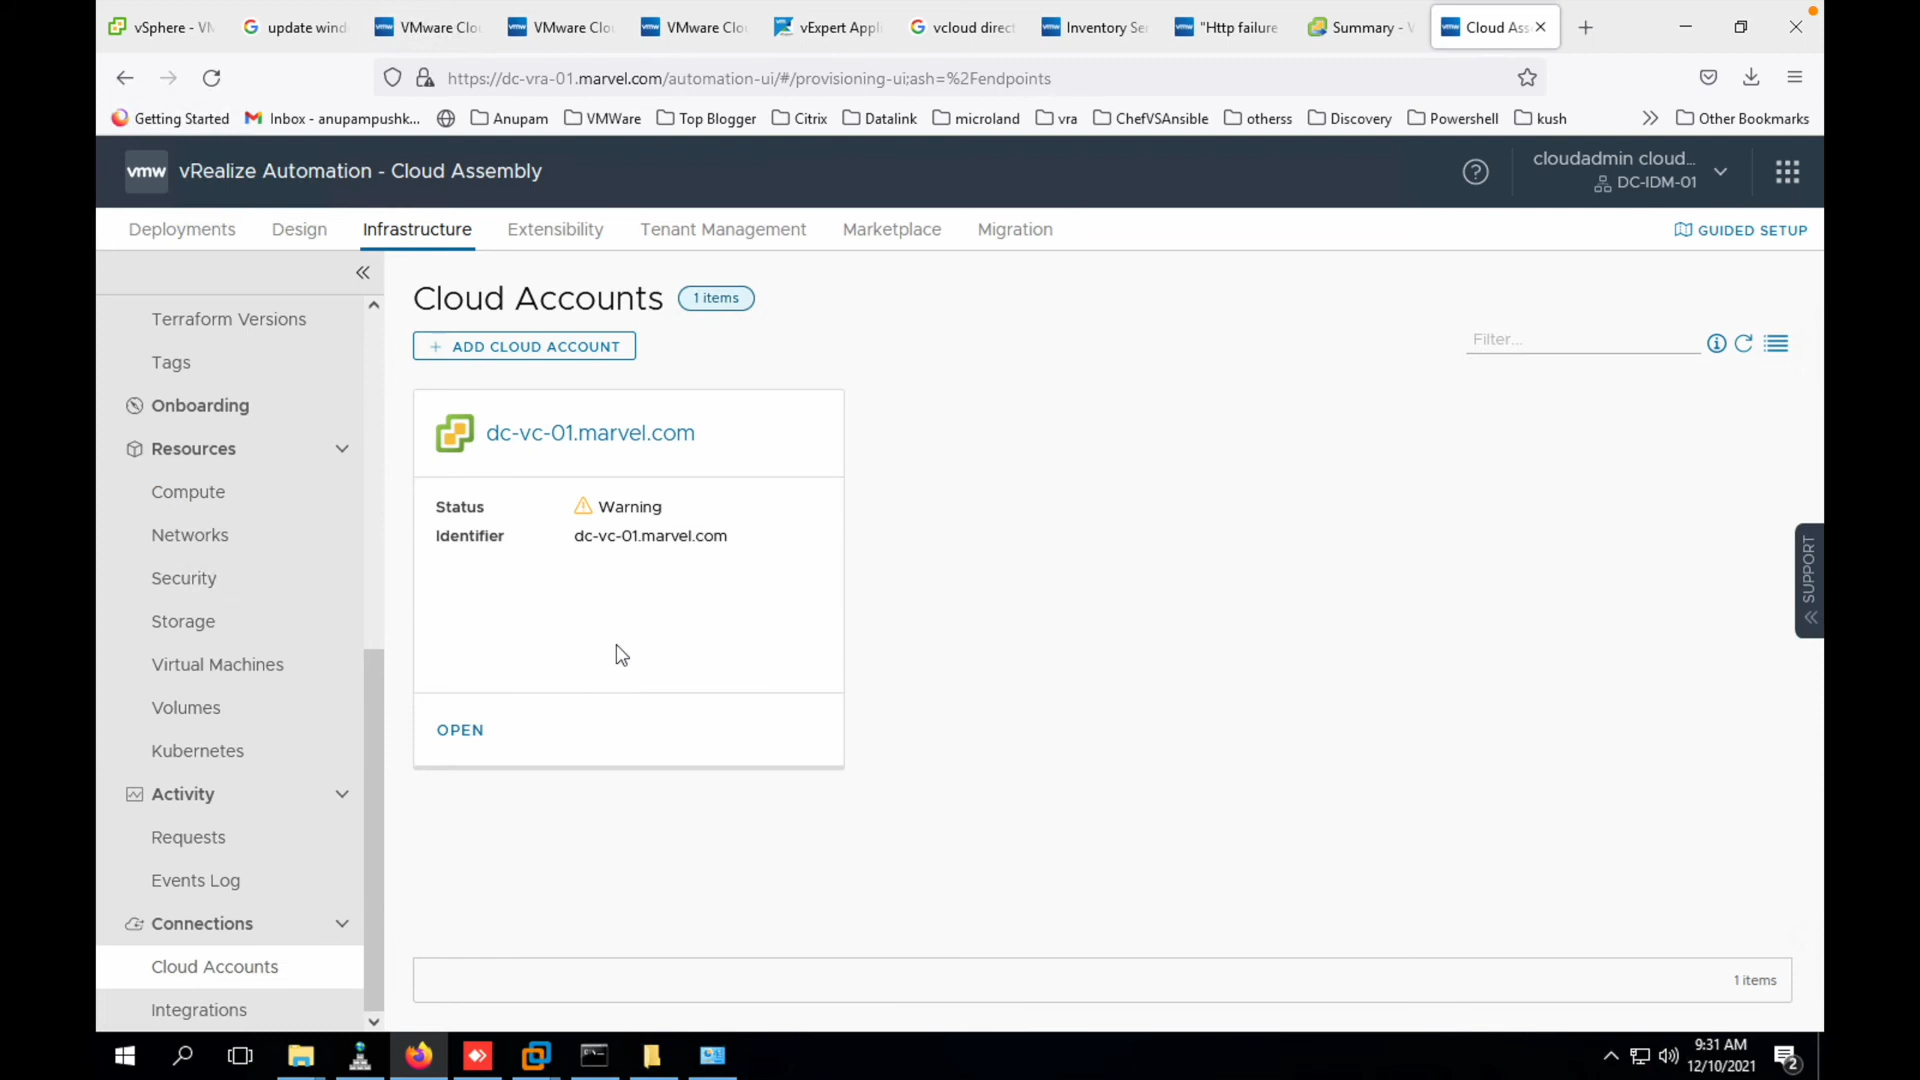 vSphere - VM
update wind
VMware Clo
VMware Clo
VMware Clo
vExpert Appli
vcloud direct
Inventory Se
"Http failure
Summary - V
Cloud Ass
https://dc-vra-01.marvel.com/automation-ui/#/provisioning-ui;ash=%2Fendpoints
Getting Started
Inbox - anupampushk...
Anupam
VMWare
Top Blogger
Citrix
Datalink
microland
vra
ChefVSAnsible
otherss
Discovery
Powershell
kush
Other Bookmarks
vmw
vRealize Automation - Cloud Assembly
cloudadmin cloud...
DC-IDM-01
Deployments
Design
Infrastructure
Extensibility
Tenant Management
Marketplace
Migration
GUIDED SETUP
Terraform Versions
Tags
Onboarding
Resources
Compute
Networks
Security
Storage
Virtual Machines
Volumes
Kubernetes
Activity
Requests
Events Log
Connections
Cloud Accounts
Integrations
Cloud Accounts
1 items
+ ADD CLOUD ACCOUNT
Filter...
dc-vc-01.marvel.com
Status
Warning
Identifier
dc-vc-01.marvel.com
OPEN
SUPPORT
1 items
9:31 AM
12/10/2021
2